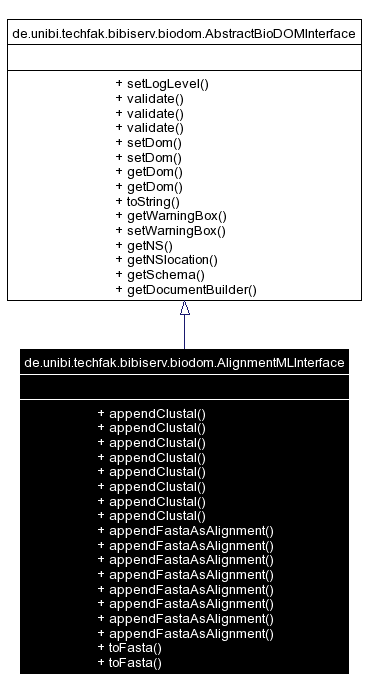 de.unibi.techfak.bibiserv.biodom.AbstractBioDOMInterface
+ setLogLevel()
+ validate()
+ validate()
+ validate()
+ setDom()
+ setDom()
+ getDom()
+ getDom()
+ toString()
+ getWarningBox()
+ setWarningBox()
+ getNS()
+ getNSlocation()
+ getSchema()
+ getDocumentBuilder()
de.unibi.techfak.bibiserv.biodom.AlignmentMLInterface
+ appendClustal()
+ appendClustal()
+ appendClustal()
+ appendClustal()
+ appendClustal()
+ appendClustal()
+ appendClustal()
+ appendClustal()
+ appendFastaAsAlignment()
+ appendFastaAsAlignment()
+ appendFastaAsAlignment()
+ appendFastaAsAlignment()
+ appendFastaAsAlignment()
+ appendFastaAsAlignment()
+ appendFastaAsAlignment()
+ appendFastaAsAlignment()
+ toFasta()
+ toFasta()